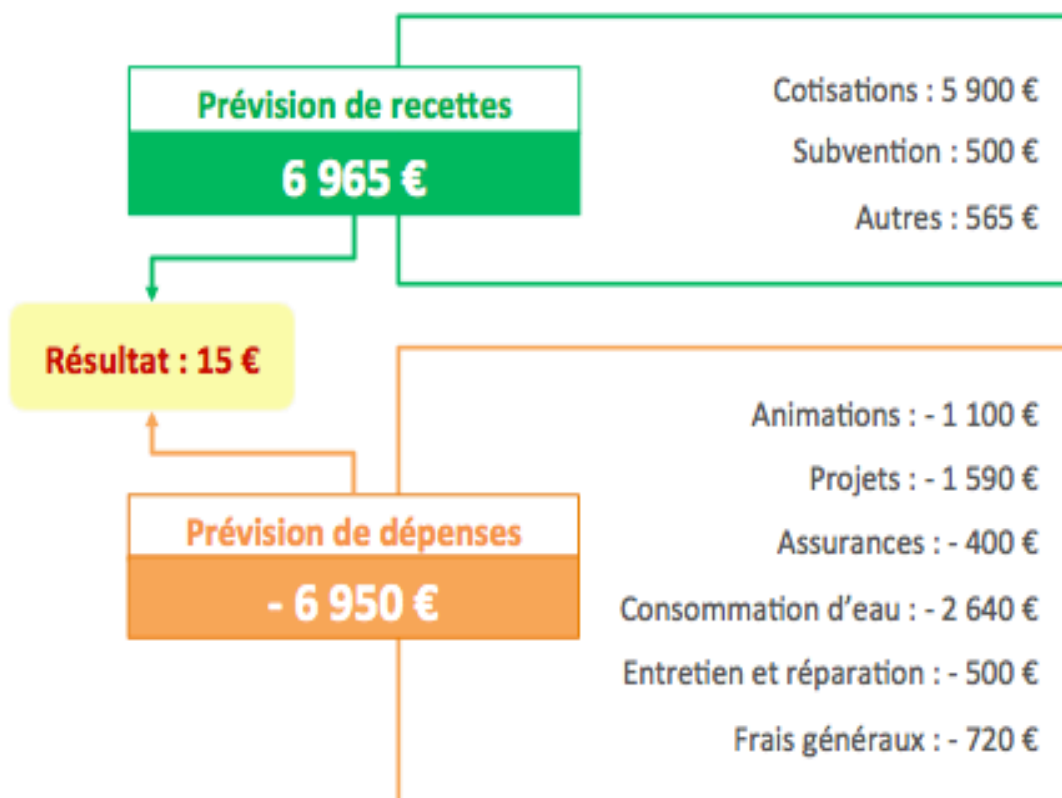 Prévision de recettes
6 965 €
Cotisations : 5 900 €
Subvention : 500 €
Autres : 565 €
Résultat : 15 €
Prévision de dépenses
- 6 950 €
Animations : - 1 100 €
Projets : - 1 590 €
Assurances : - 400 €
Consommation d’eau : - 2 640 €
Entretien et réparation : - 500 €
Frais généraux : - 720 €